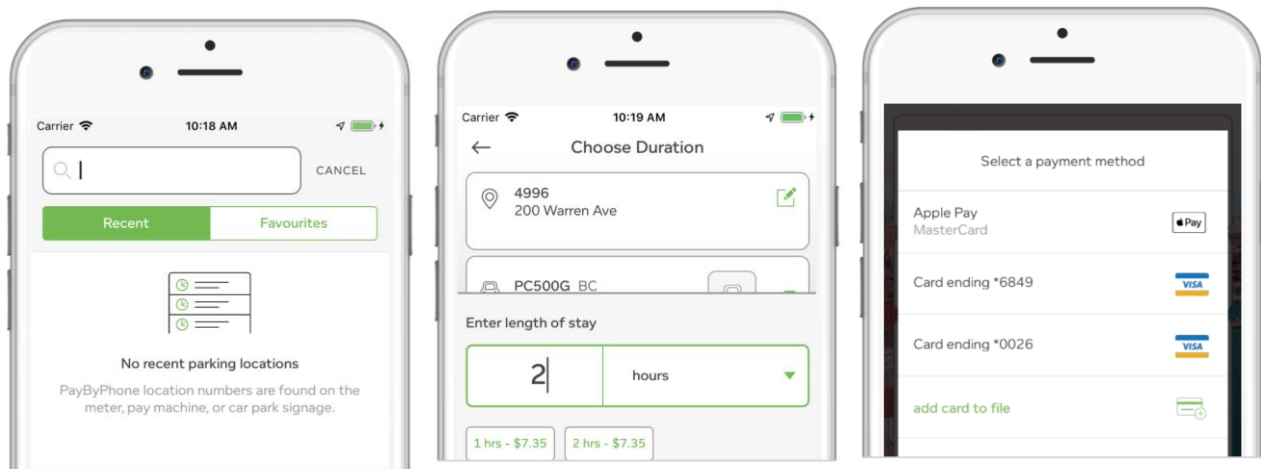 Carrier 10:18 AM
CANCEL
Recent Favourites
No recent parking locations
PayByPhone location numbers are found on the
meter, pay machine, or car park signage.
Carrier 10:19 AM
Choose Duration
4996
200 Warren Ave
PC500G BC
Enter length of stay
2 hours
1 hrs - $7.35 2 hrs - $7.35
Select a payment method
Apple Pay
MasterCard
Pay
Card ending *6849
VISA
Card ending *0026
VISA
add card to file